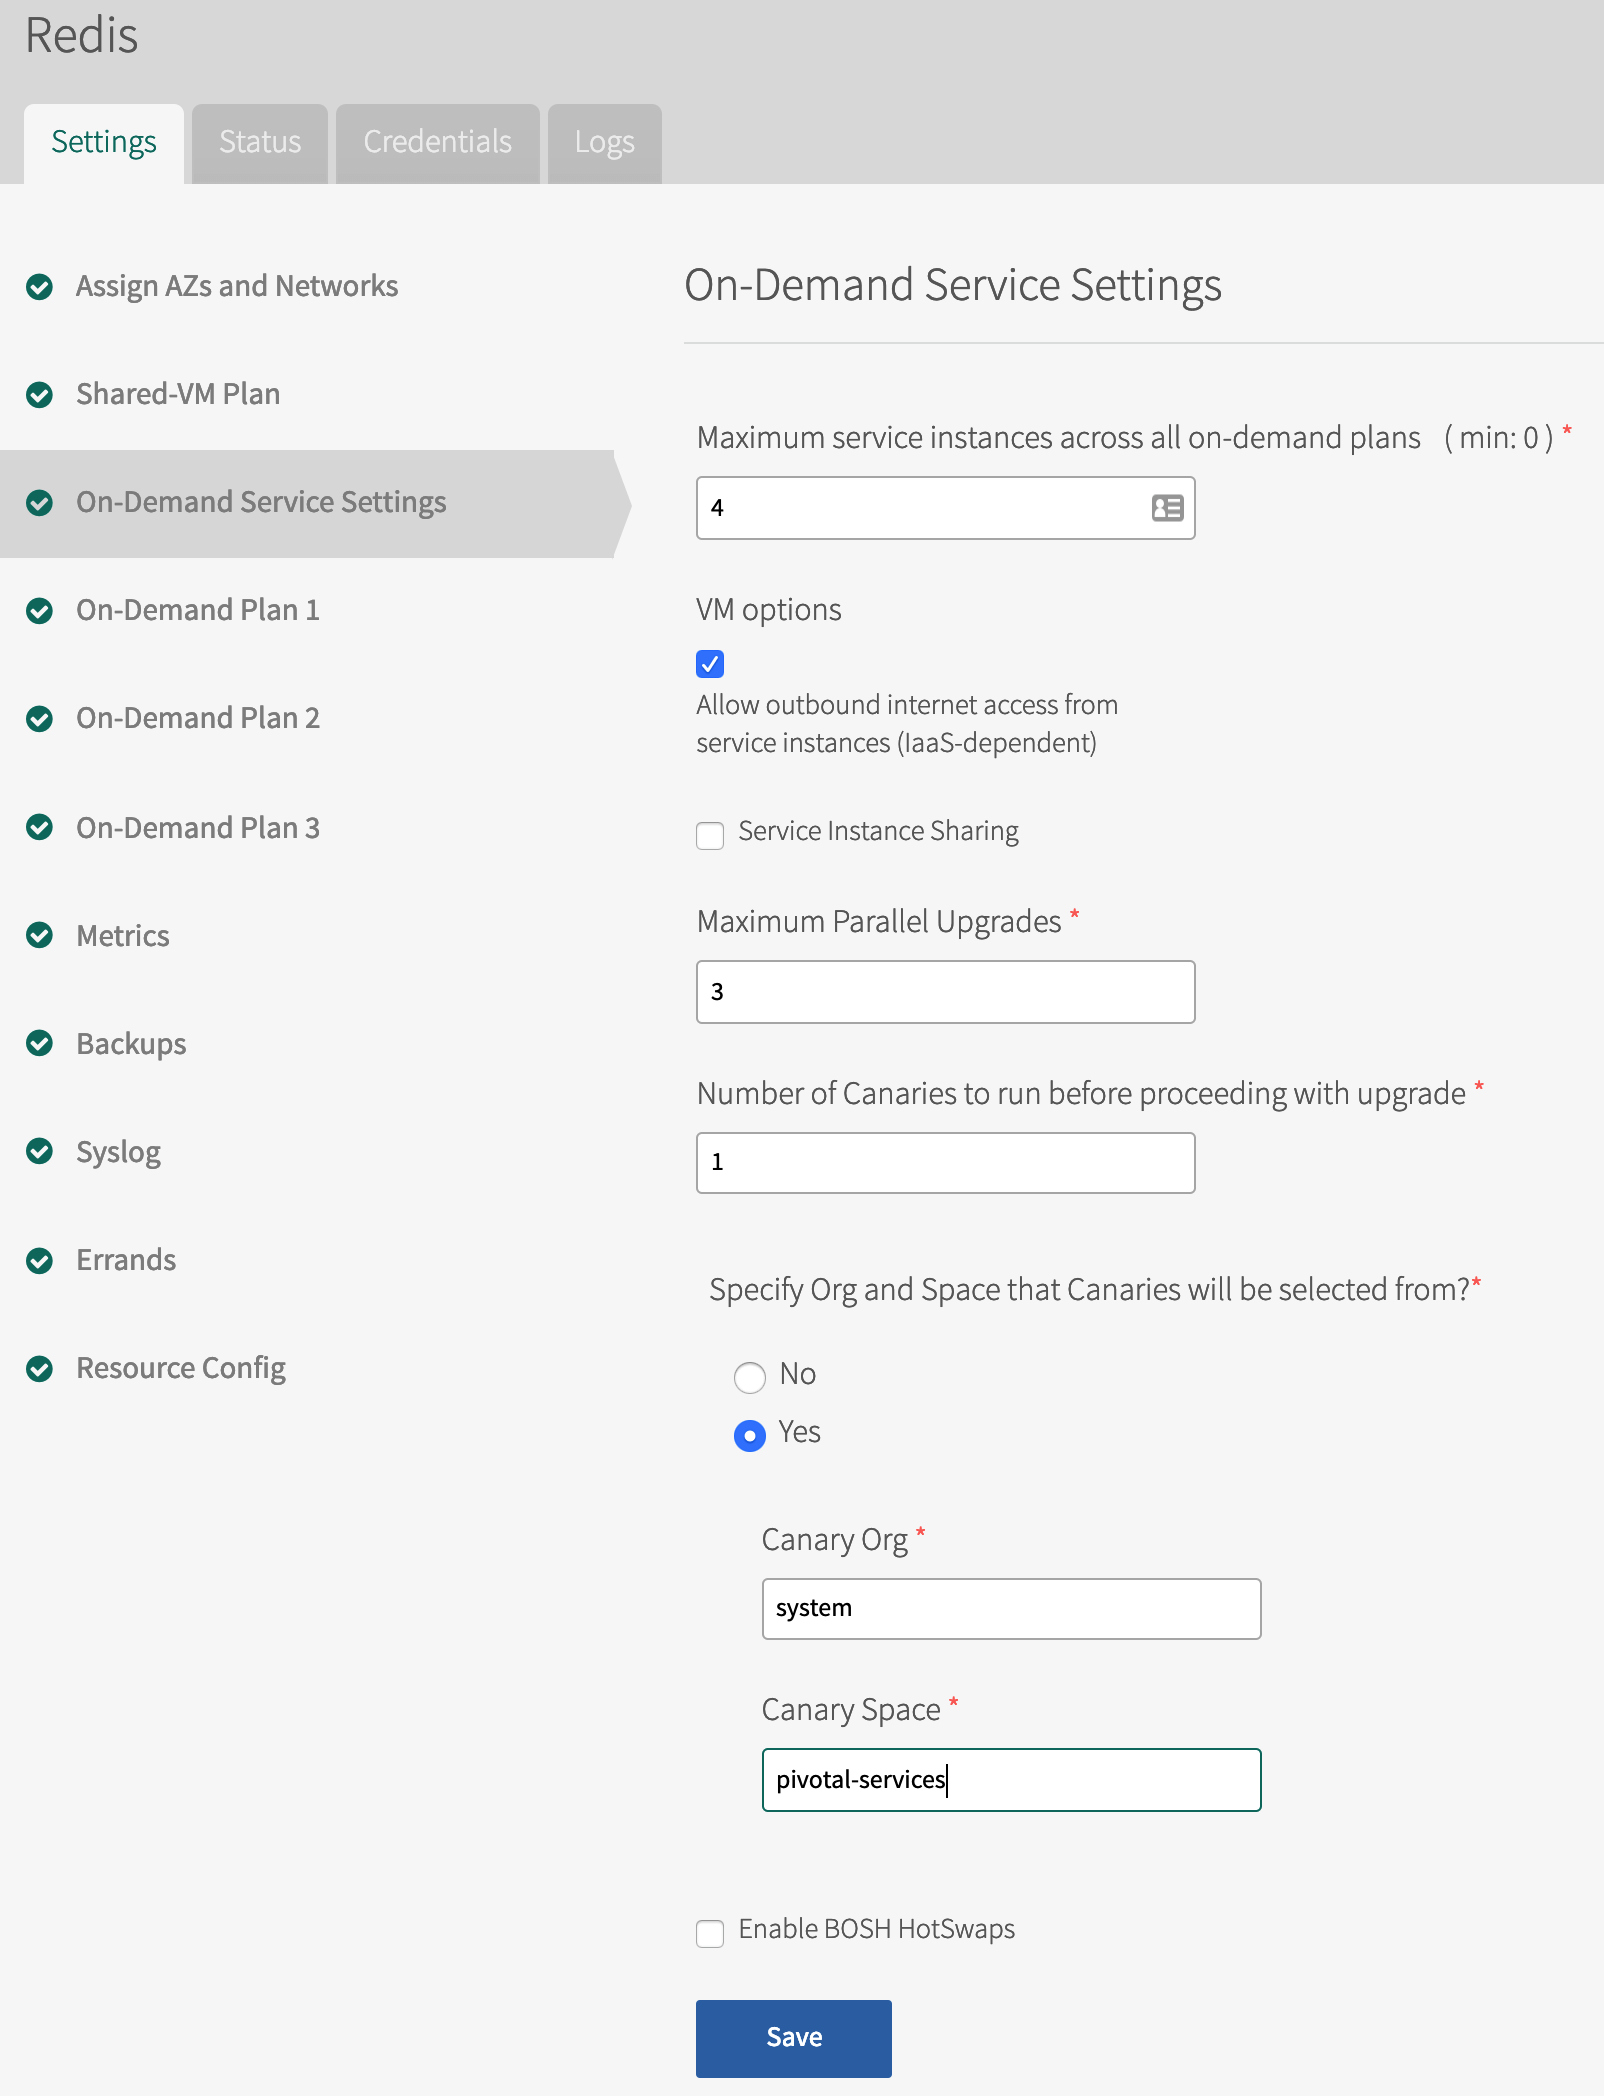 Redis
Settings
Status
Credentials
Logs
Assign AZs and Networks
Shared-VM Plan
On-Demand Service Settings
On-Demand Plan 1
On-Demand Plan 2
On-Demand Plan 3
Metrics
Backups
Syslog
Errands
Resource Config
On-Demand Service Settings
Maximum service instances across all on-demand plans ( min: 0 ) *
4
VM options
Allow outbound internet access from
service instances (IaaS-dependent)
Service Instance Sharing
Maximum Parallel Upgrades *
3
Number of Canaries to run before proceeding with upgrade *
1
Specify Org and Space that Canaries will be selected from?*
No
Yes
Canary Org *
system
Canary Space *
pivotal-services
Enable BOSH HotSwaps
Save